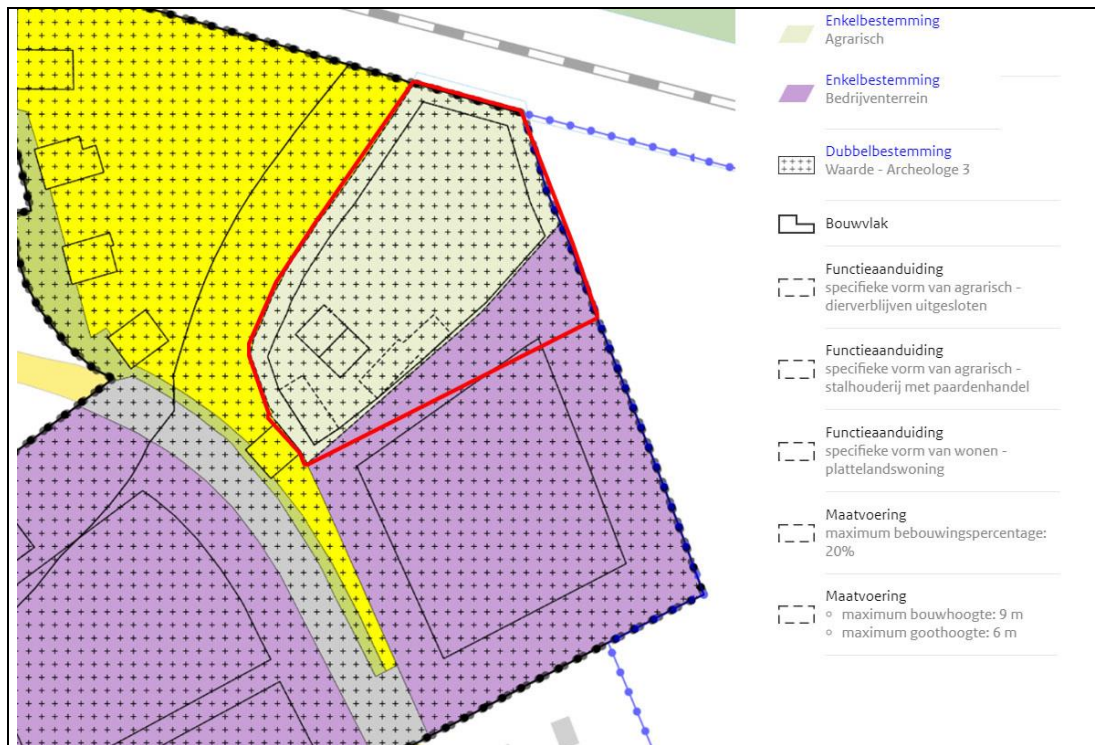 Enkelbestemming
Agrarisch
Enkelbestemming
Bedrijventerrein
Dubbelbestemming
Waarde - Archeologe 3
Bouwvlak
Functieaanduiding
specifieke vorm van agrarisch -
dierverblijven uitgesloten
Functieaanduiding
specifieke vorm van agrarisch -
stalhouderij met paardenhandel
Functieaanduiding
specifieke vorm van wonen -
plattelandswoning
Maatvoering
maximum bebouwingspercentage:
20%
Maatvoering
maximum bouwhoogte: 9 m
maximum goothoogte: 6 m